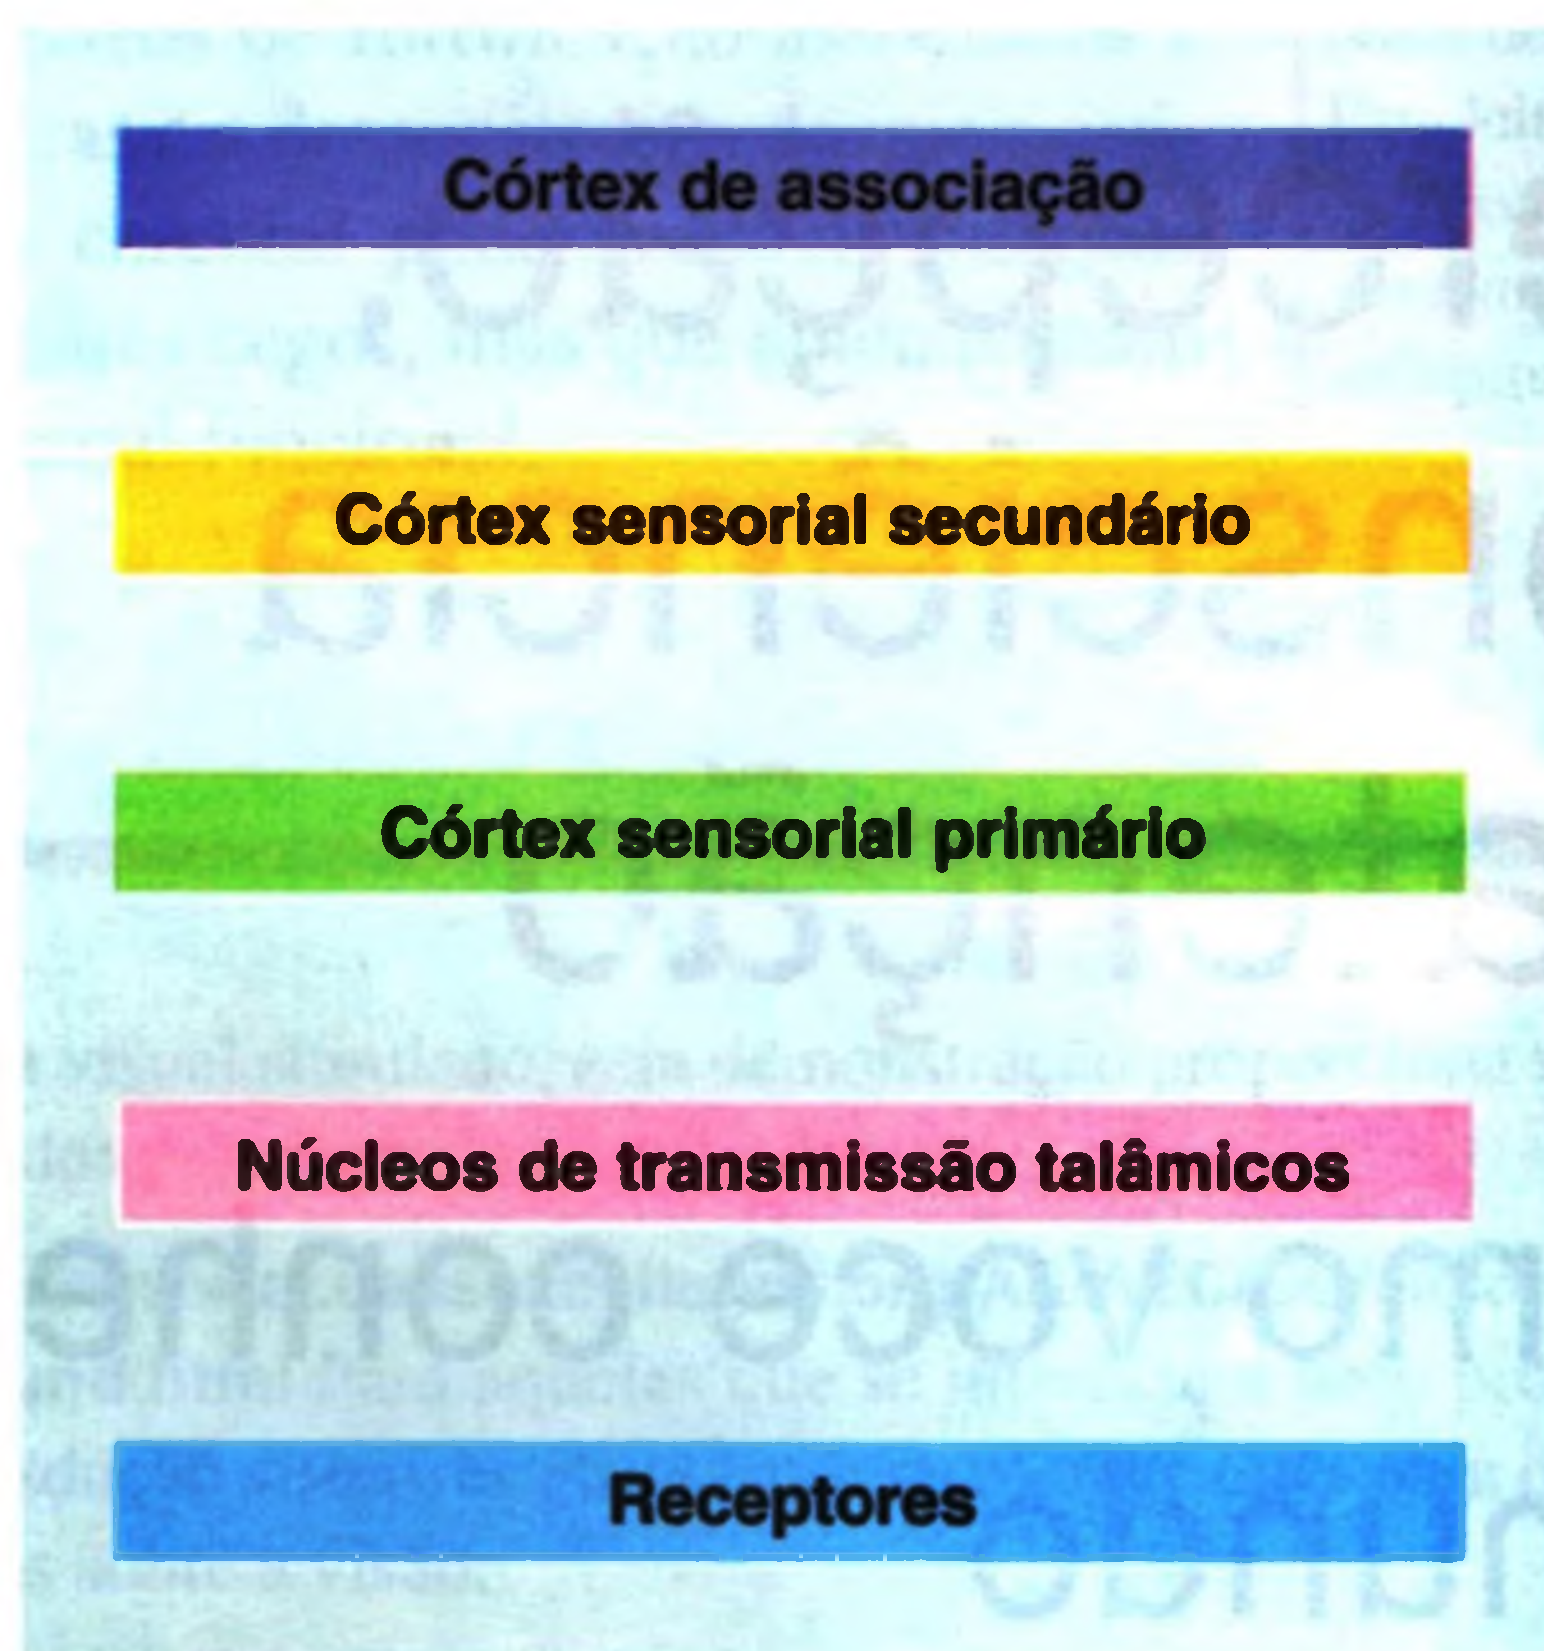 Córtex de associação
Córtex sensorial secundário
Córtex sensorial primário
Núcleos de transmissão talâmicos
Receptores